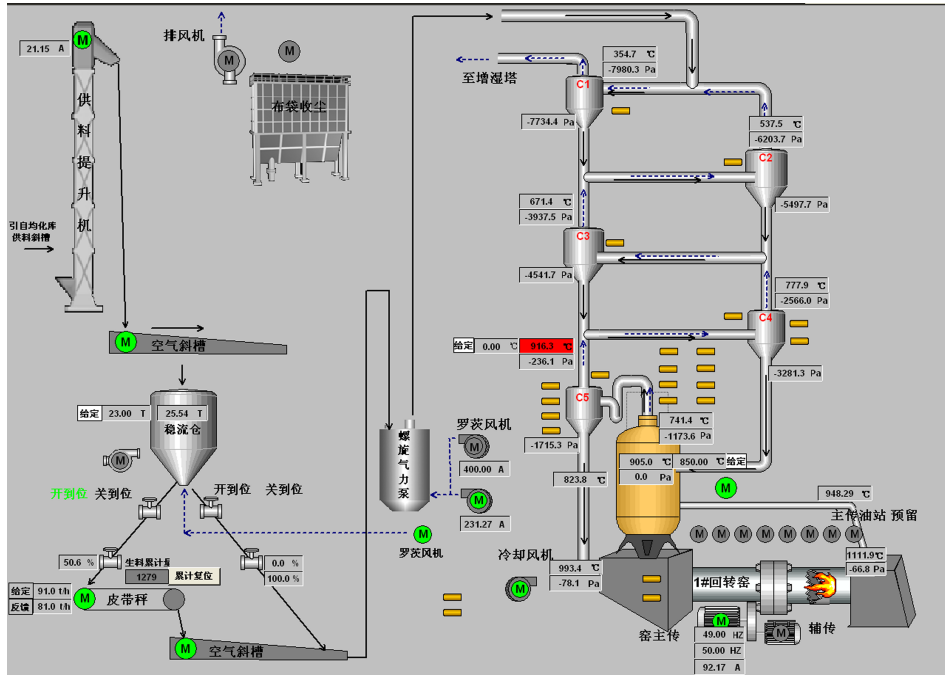 21.15 A
M
供料提升机
引自均化库
供料斜槽
排风机
M
M
布袋收尘
M
空气斜槽
给定 23.00 T 25.54 T
稳流仓
M
开到位 关到位
开到位 关到位
50.6 %
0.0 %
100.0 %
生料累计
1279 累计复位
给定 91.0 t/h
反馈 81.0 t/h
M
皮带秤
M
空气斜槽
螺旋气力泵
罗茨风机
M
400.00 A
M
231.27 A
M
罗茨风机
至增湿塔
C1
354.7 ℃
-7980.3 Pa
-7734.4 Pa
537.5 ℃
-6203.7 Pa
C2
-5497.7 Pa
671.4 ℃
-3937.5 Pa
C3
-4541.7 Pa
777.9 ℃
-2566.0 Pa
C4
-3281.3 Pa
给定 0.00 ℃ 916.3 ℃
-236.1 Pa
C5
-1715.3 Pa
823.8 ℃
741.4 ℃
-1173.6 Pa
905.0 ℃ 850.00 ℃ 给定
0.0 Pa
M
948.29 ℃
主传油站 预留
M M M M M M M M
冷却风机
M
993.4 ℃
-78.1 Pa
1#回转窑
1111.9℃
-66.8 Pa
窑主传
M
49.00 HZ
50.00 HZ
92.17 A
M
辅传